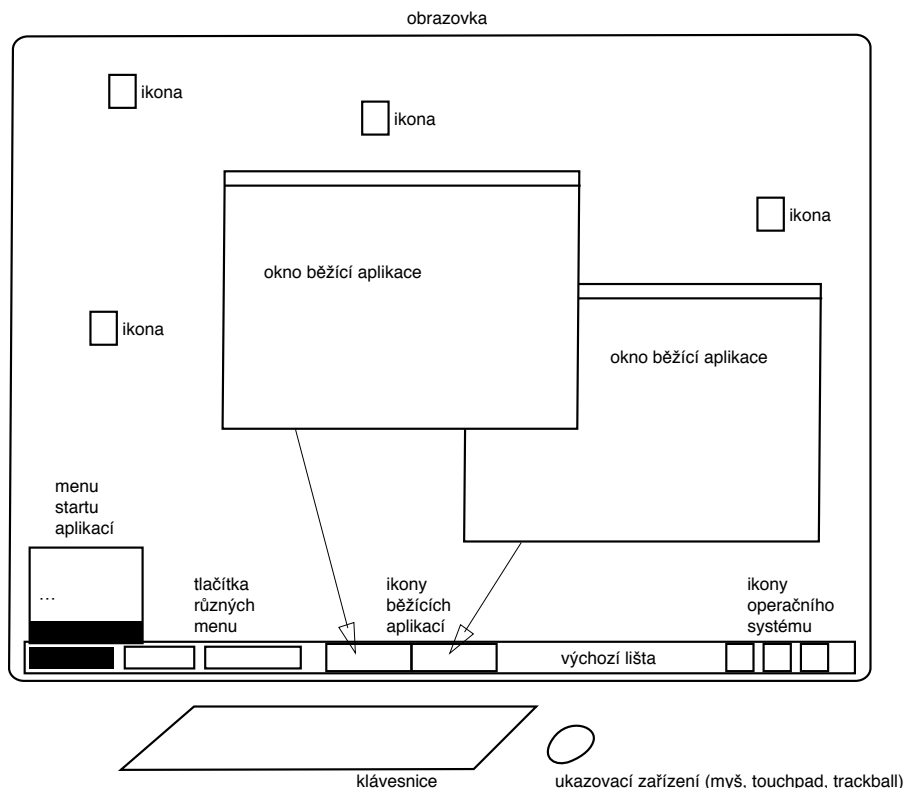 obrazovka
ikona
ikona
ikona
okno běžící aplikace
ikona
okno běžící aplikace
menu
startu
aplikací
...
tlačítka
různých
menu
ikony
běžících
aplikací
ikony
operačního
systému
výchozí lišta
klávesnice
ukazovací zařízení (myš, touchpad, trackball)